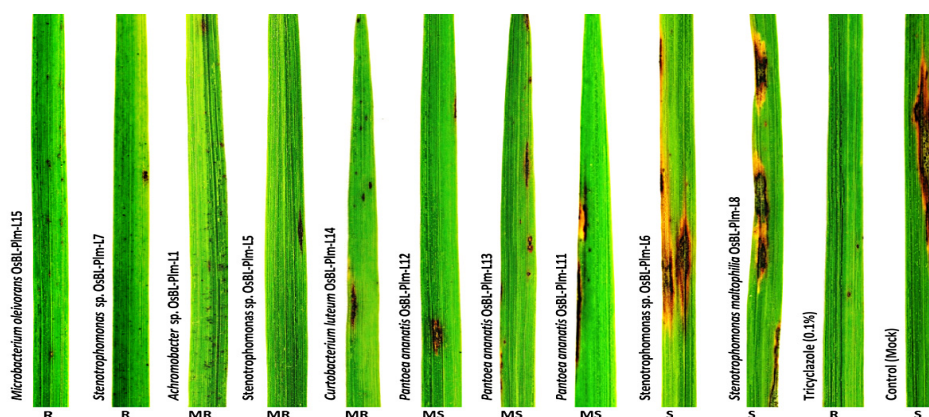 Microbacterium oleivorans OsBL-Plm-L15
Stenotrophomonas sp. OsBL-Plm-L7
Achromobacter sp. OsBL-Plm-L1
Stenotrophomonas sp. OsBL-Plm-L5
Curtobacterium luteum OsBL-Plm-L14
Pantoea ananatis OsBL-Plm-L12
Pantoea ananatis OsBL-Plm-L13
Pantoea ananatis OsBL-Plm-L11
Stenotrophomonas sp. OsBL-Plm-L6
Stenotrophomonas maltophilia OsBL-Plm-L8
Tricyclazole (0.1%)
Control (Mock)
R R MR MR MR MS MS MS S S R S